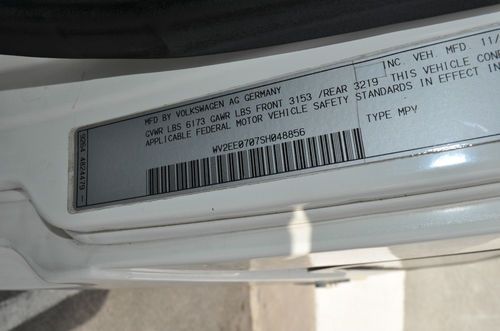 MFD BY VOLKSWAGEN AG GERMANY INC. VEH MFD. 11/
GVWR LBS 6173 GAWR LBS FRONT 3153 /REAR 3219 THIS VEHICLE CONF
APPLICABLE FEDERAL MOTOR VEHICLE SAFETY STANDARDS IN EFFECT
TYPE MPV
WV2EE0707SH048856